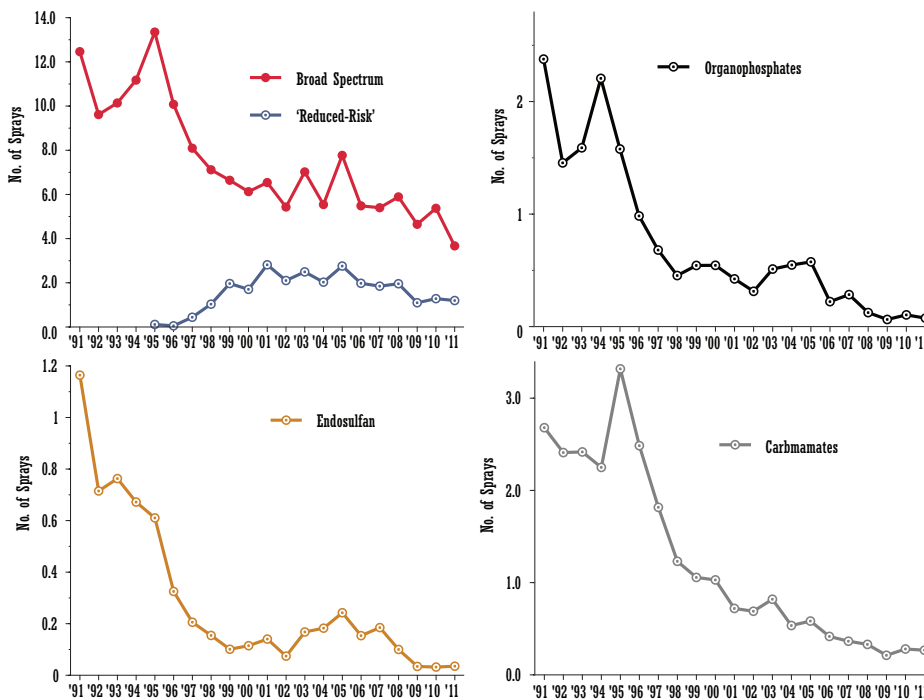 14.0
12.0
10.0
8.0
6.0
4.0
2.0
0.0
No. of Sprays
Broad Spectrum
‘Reduced-Risk’
'91 '92 '93 '94 '95 '96 '97 '98 '99 '00 '01 '02 '03 '04 '05 '06 '07 '08 '09 '10 '11
2
1
0
No. of Sprays
Organophosphates
'91 '92 '93 '94 '95 '96 '97 '98 '99 '00 '01 '02 '03 '04 '05 '06 '07 '08 '09 '10 '1
1.2
1
0.8
0.6
0.4
0.2
0
No. of Sprays
Endosulfan
'91 '92 '93 '94 '95 '96 '97 '98 '99 '00 '01 '02 '03 '04 '05 '06 '07 '08 '09 '10 '11
3.0
2.0
1.0
0.0
No. of Sprays
Carbmamates
'91 '92 '93 '94 '95 '96 '97 '98 '99 '00 '01 '02 '03 '04 '05 '06 '07 '08 '09 '10 '1